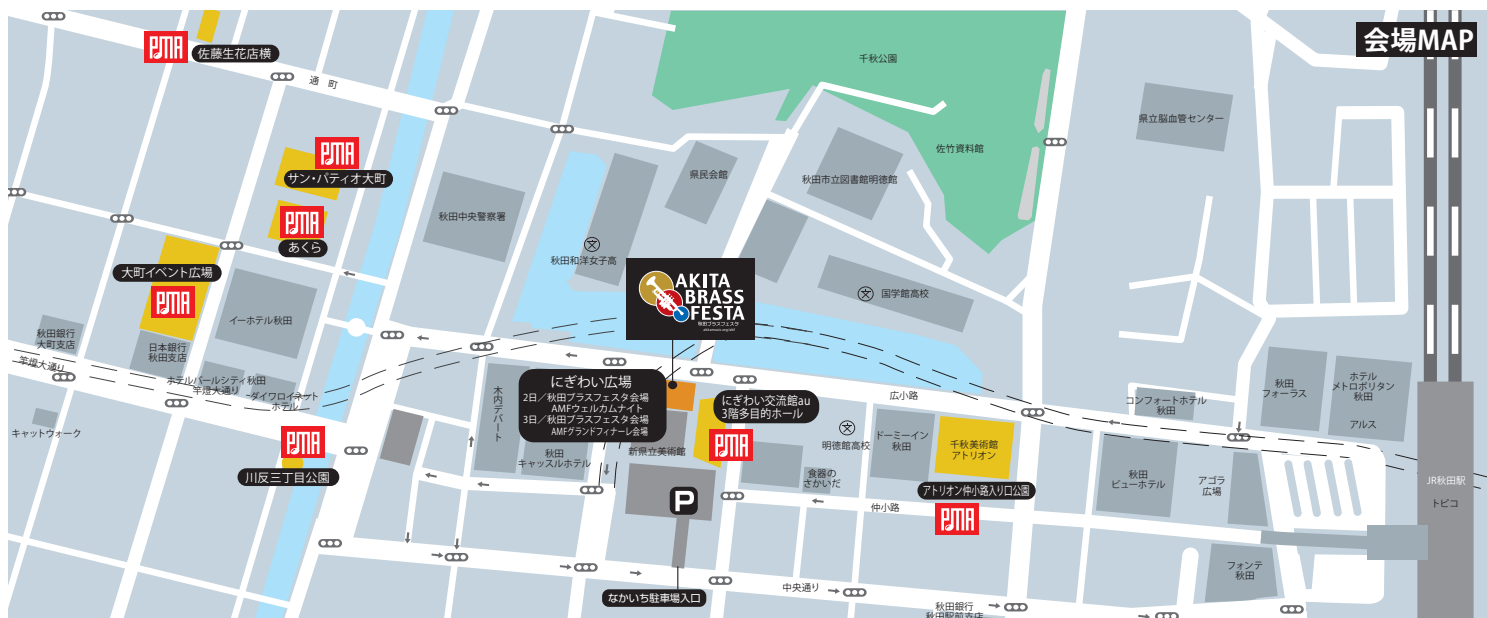 会場MAP
PMA
佐藤生花店横
通町
千秋公園
県立脳血管センター
PMA
サン・パティオ大町
佐竹資料館
県民会館
秋田市立図書館明徳館
PMA
あくら
秋田中央警察署
文
秋田和洋女子高
大町イベント広場
PMA
イーホテル秋田
AKITA
BRASS
FESTA
秋田ブラスフェスタ
文
国学館高校
秋田銀行
大町支店
日本銀行
秋田支店
竿燈大通り
ホテルパールシティ秋田
竿燈大通り
ダイワロイネット
ホテル
キャットウォーク
PMA
川反三丁目公園
木内デパート
にぎわい広場
2日／秋田ブラスフェスタ会場
AMFウェルカムナイト
3日／秋田ブラスフェスタ会場
AMFグランドフィナーレ会場
秋田
キャッスルホテル
新県立美術館
にぎわい交流館au
3階多目的ホール
PMA
広小路
文
明徳館高校
食器の
さかいだ
ドーミーイン
秋田
千秋美術館
アトリオン
アトリオン仲小路入り口公園
PMA
仲小路
コンフォートホテル
秋田
秋田
フォーラス
ホテル
メトロポリタン
秋田
アルス
秋田
ビューホテル
アゴラ
広場
JR秋田駅
トピコ
P
フォンテ
秋田
中央通り
なかいち駐車場入口
秋田銀行
秋田駅前支店